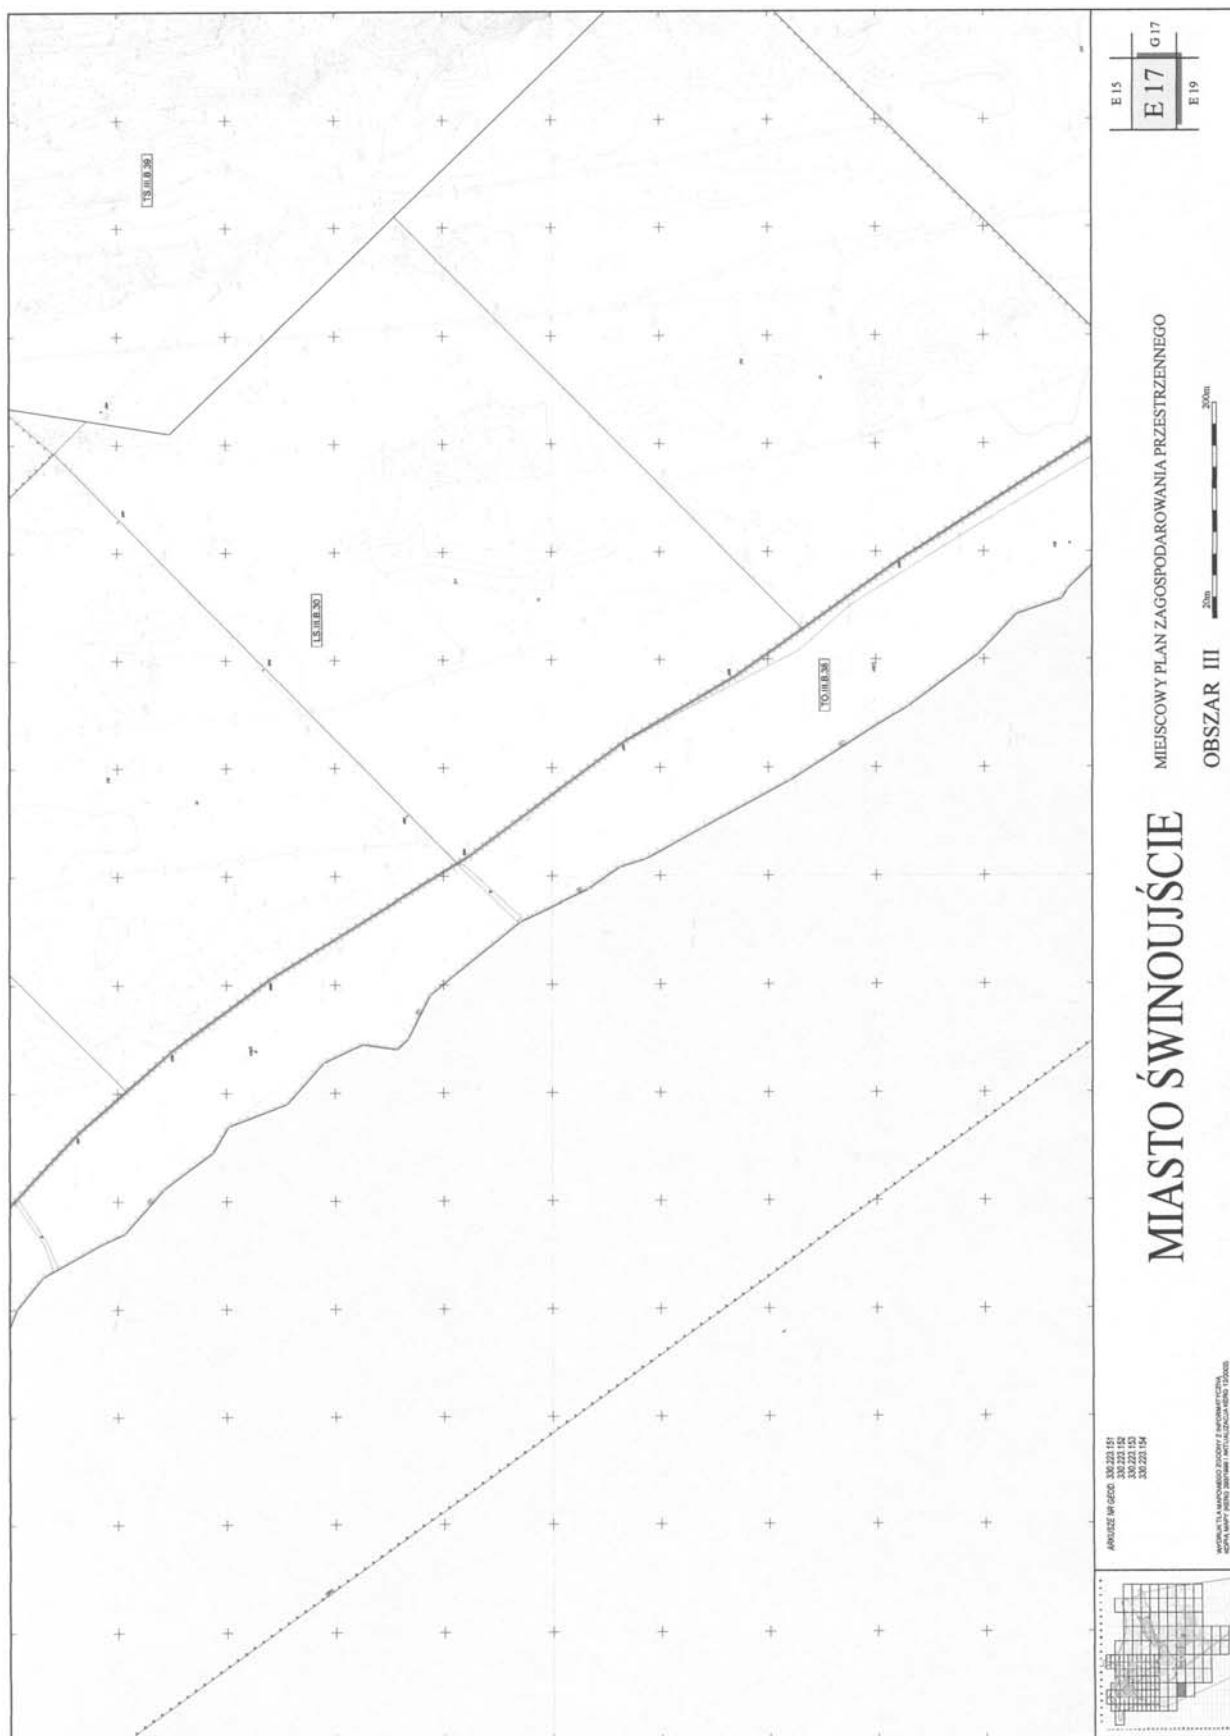 TS.III.B.39
LS.III.B.30
TO.III.B.38
E 15
E 17
G 17
E 19
MIASTO ŚWINOUJŚCIE
MIEJSCOWY PLAN ZAGOSPODAROWANIA PRZESTRZENNEGO
OBSZAR III
20m 200m
ARKUSZE NR GEOD. 330.223.151
330.223.152
330.223.153
330.223.154